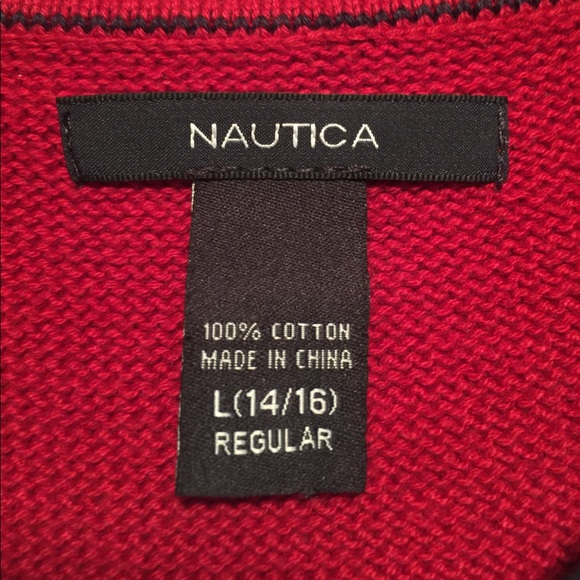 NAUTICA
100% COTTON
MADE IN CHINA
L(14/16)
REGULAR